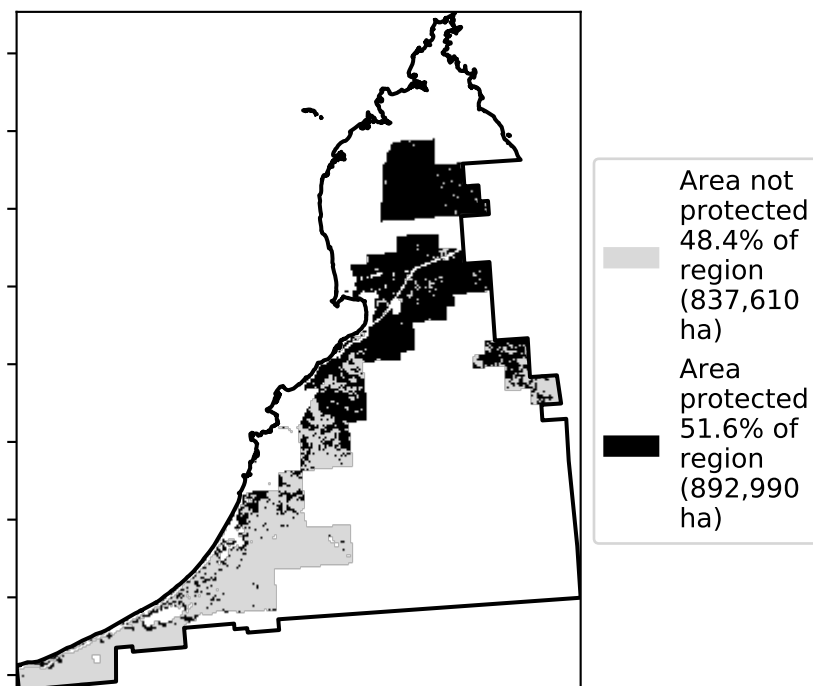 Area not
protected
48.4% of
region
(837,610
ha)
Area
protected
51.6% of
region
(892,990
ha)